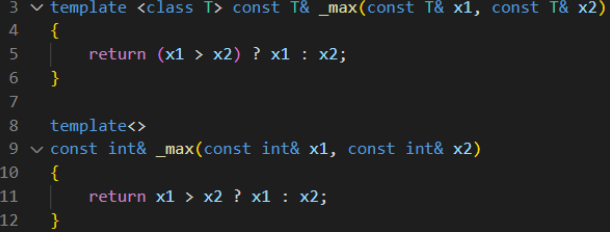 3 template <class T> const T& _max(const T& x1, const T& x2)
4 {
5     return (x1 > x2) ? x1 : x2;
6 }
7
8 template<>
9 const int& _max(const int& x1, const int& x2)
10 {
11     return x1 > x2 ? x1 : x2;
12 }